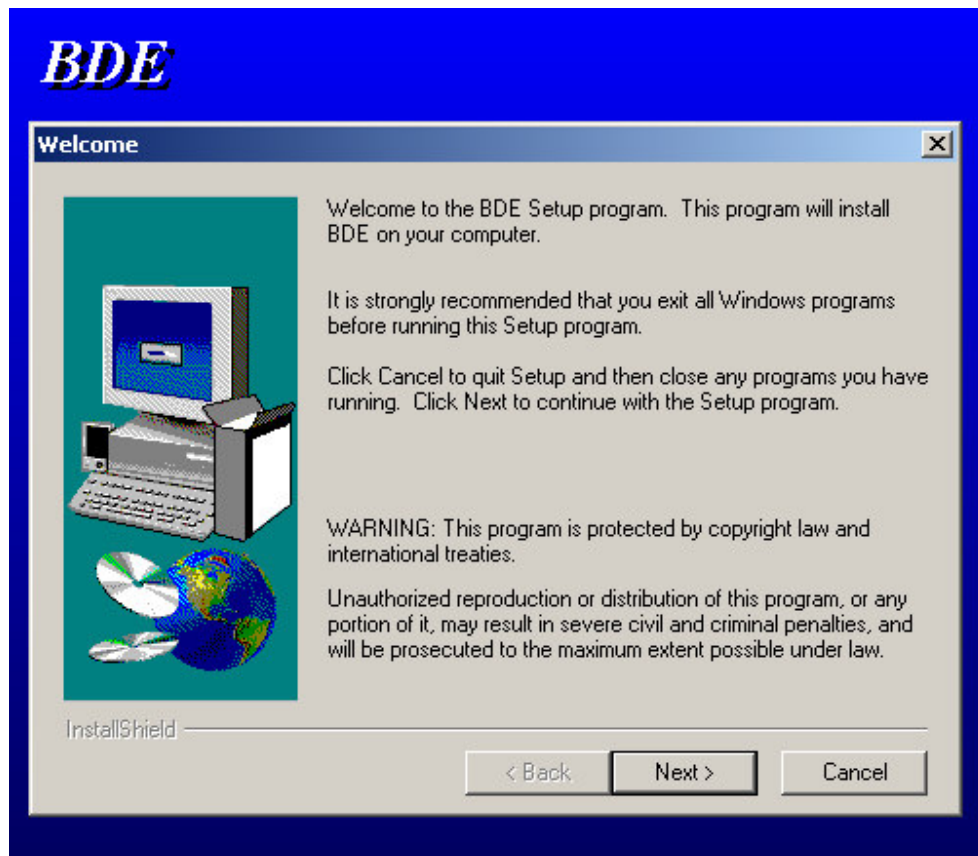 BDE
Welcome
Welcome to the BDE Setup program. This program will install
BDE on your computer.
It is strongly recommended that you exit all Windows programs
before running this Setup program.
Click Cancel to quit Setup and then close any programs you have
running. Click Next to continue with the Setup program.
WARNING: This program is protected by copyright law and
international treaties.
Unauthorized reproduction or distribution of this program, or any
portion of it, may result in severe civil and criminal penalties, and
will be prosecuted to the maximum extent possible under law.
InstallShield
< Back
Next >
Cancel